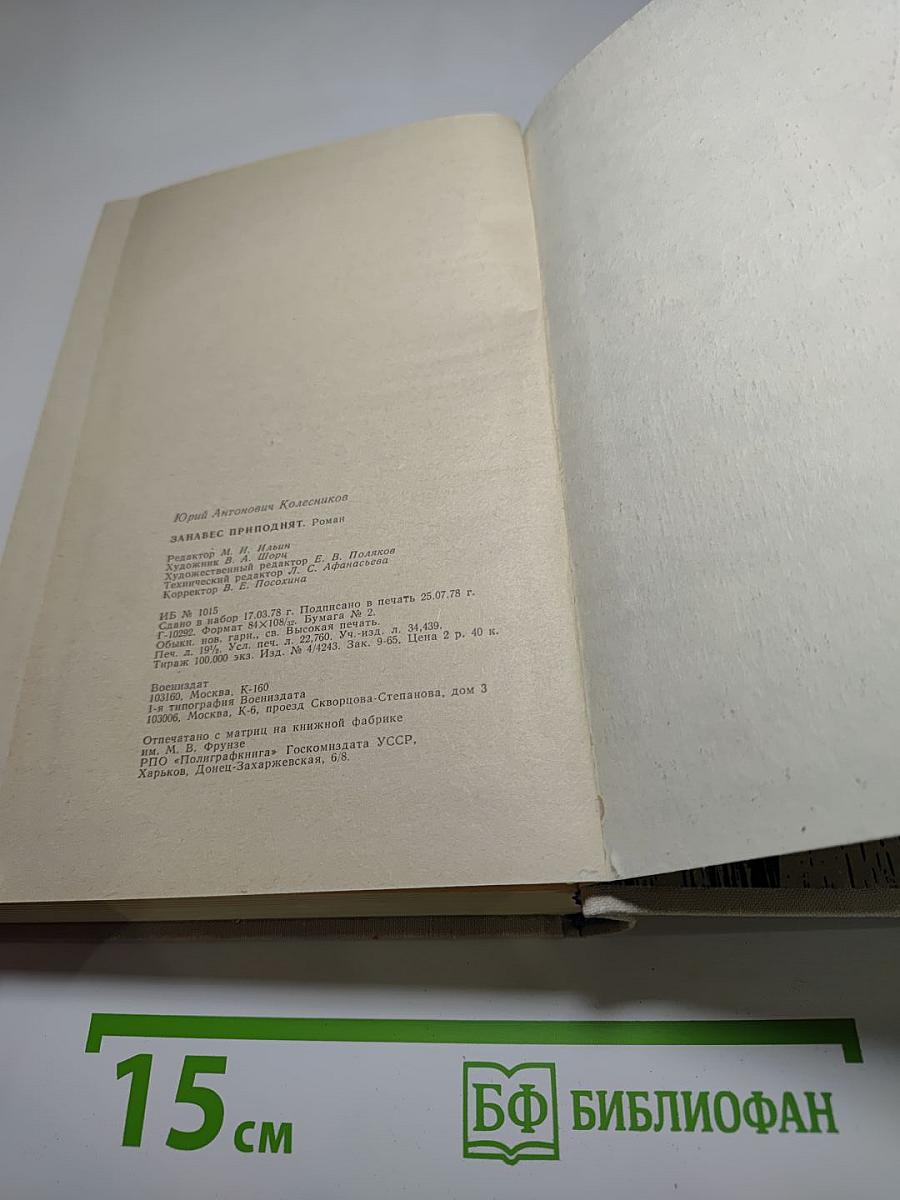 Юрий Антонович Колесников
ЗАНАВЕС ПРИПОДНЯТ. Роман
Редактор М. И. Ильин
Художник В. А. Шорц
Художественный редактор Е. В. Поляков
Технический редактор Л. С. Афанасьева
Корректор В. Е. Посохина
ИБ № 1015
Сдано в набор 17.03.78 г. Подписано в печать 25.07.78 г.
Г-10292. Формат 84×108/32. Бумага № 2.
Обыкн. нов. гарн., св. Высокая печать.
Печ. л. 19½. Усл. печ. л. 22,760. Уч.-изд. л. 34,439.
Тираж 100,000 экз. Изд. № 4/4243. Зак. 9-65. Цена 2 р. 40 к.
Воениздат
103160, Москва, К-160
1-я типография Воениздата
103006, Москва, К-6, проезд Скворцова-Степанова, дом 3
Отпечатано с матриц на книжной фабрике
им. М. В. Фрунзе
РПО «Полиграфкнига» Госкомиздата УССР,
Харьков, Донец-Захаржевская, 6/8.
15 см
БФ БИБЛИОФАН